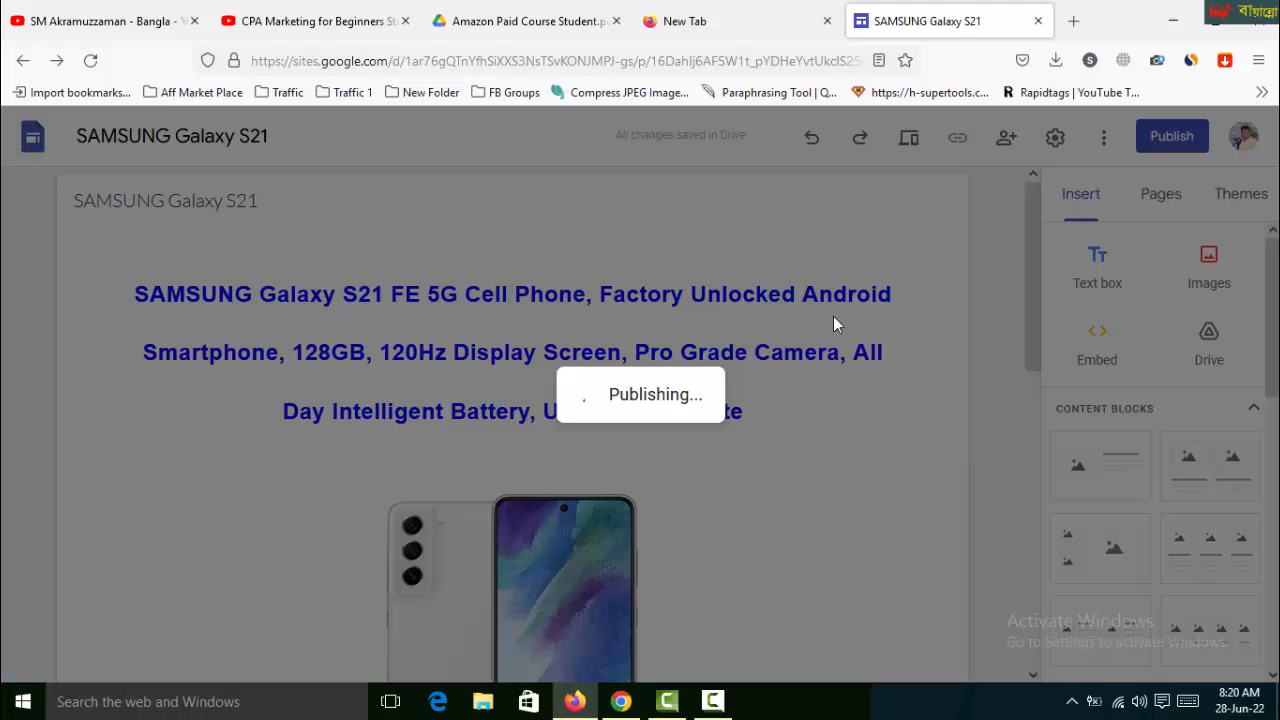 বায়ান্নো
SM Akramuzzaman - Bangla - Y
CPA Marketing for Beginners St
Amazon Paid Course Student.p
New Tab
SAMSUNG Galaxy S21
https://sites.google.com/d/1ar76gQTnYfhSiXXS3NsTSvKONJMPJ-gs/p/16DahIj6AF5W1t_pYDHeYvtUkclS2S
Import bookmarks...
Aff Market Place
Traffic
Traffic 1
New Folder
FB Groups
Compress JPEG Image...
Paraphrasing Tool | Q...
https://h-supertools.c...
Rapidtags | YouTube T...
SAMSUNG Galaxy S21
All changes saved in Drive
Publish
SAMSUNG Galaxy S21
Insert
Pages
Themes
SAMSUNG Galaxy S21 FE 5G Cell Phone, Factory Unlocked Android
Smartphone, 128GB, 120Hz Display Screen, Pro Grade Camera, All
Day Intelligent Battery, U
te
Publishing...
Text box
Images
Embed
Drive
CONTENT BLOCKS
Activate Windows
Go to Settings to activate Windows.
Search the web and Windows
8:20 AM
28-Jun-22